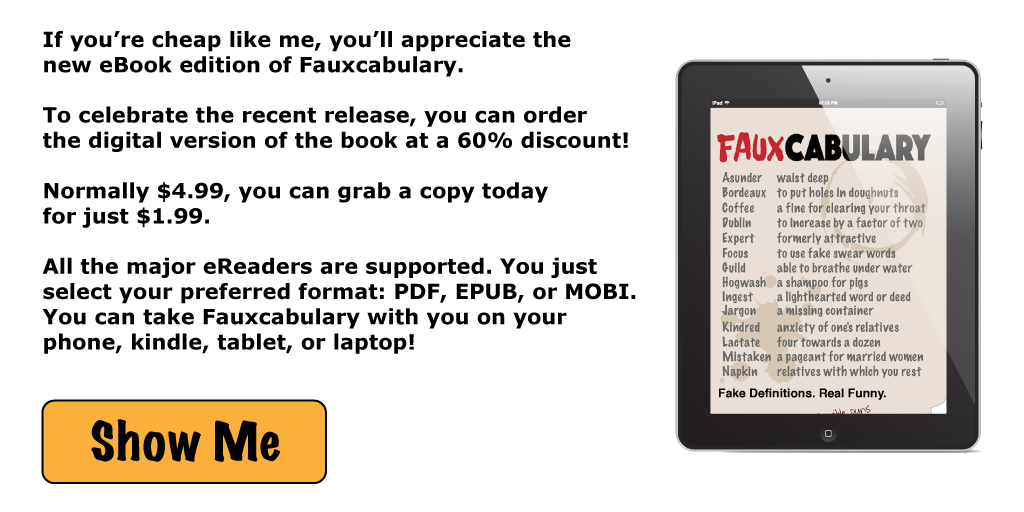 If you're cheap like me, you'll appreciate the
new eBook edition of Fauxcabulary.
To celebrate the recent release, you can order
the digital version of the book at a 60% discount!
Normally $4.99, you can grab a copy today
for just $1.99.
All the major eReaders are supported. You just
select your preferred format: PDF, EPUB, or MOBI.
You can take Fauxcabulary with you on your
phone, kindle, tablet, or laptop!
Show Me
iPad
FAUXCABULARY
Asunder waist deep
Bordeaux to put holes in doughnuts
Coffee a fine for clearing your throat
Dublin to increase by a factor of two
Expert formerly attractive
Focus to use fake swear words
Guild able to breathe under water
Hogwash a shampoo for pigs
Ingest a lighthearted word or deed
Jargon a missing container
Kindred anxiety of one's relatives
Lactate four towards a dozen
Mistaken a pageant for married women
Napkin relatives with which you rest
Fake Definitions. Real Funny.
puns